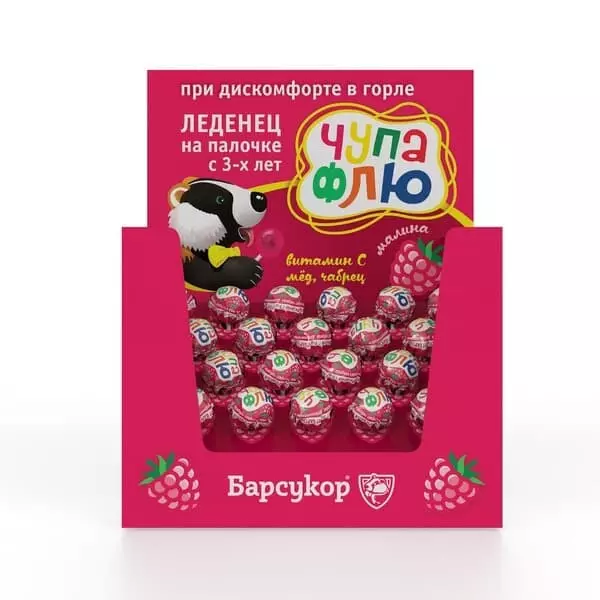 при дискомфорте в горле
ЛЕДЕНЕЦ
на палочке
с 3-х лет
ЧУПА
ФЛЮ
малина
витамин С
мёд, чабрец
Барсукор®